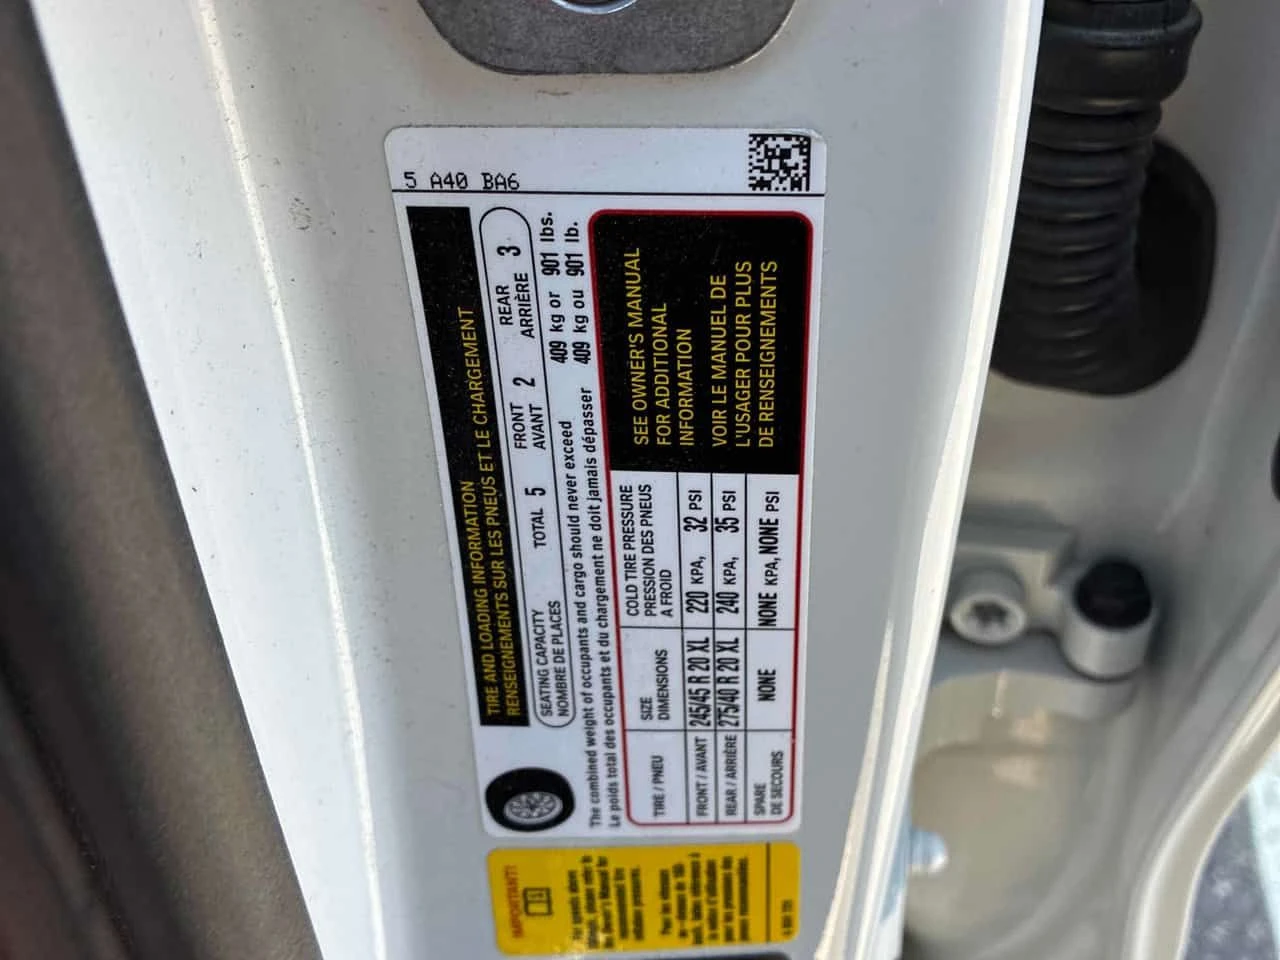 5 A40 BA6
TIRE AND LOADING INFORMATION
RENSEIGNEMENTS SUR LES PNEUS ET LE CHARGEMENT
SEATING CAPACITY
NOMBRE DE PLACES
TOTAL 5
FRONT
AVANT 2
REAR
ARRIÈRE 3
The combined weight of occupants and cargo should never exceed 409 kg or 901 lbs.
Le poids total des occupants et du chargement ne doit jamais dépasser 409 kg ou 901 lb.
TIRE / PNEU
SIZE
DIMENSIONS
COLD TIRE PRESSURE
PRESSION DES PNEUS
A FROID
FRONT / AVANT 245/45 R 20 XL 220 KPA, 32 PSI
REAR / ARRIÈRE 275/40 R 20 XL 240 KPA, 35 PSI
SPARE
DE SECOURS
NONE NONE KPA, NONE PSI
SEE OWNER'S MANUAL
FOR ADDITIONAL
INFORMATION
VOIR LE MANUEL DE
L'USAGER POUR PLUS
DE RENSEIGNEMENTS
IMPORTANT!